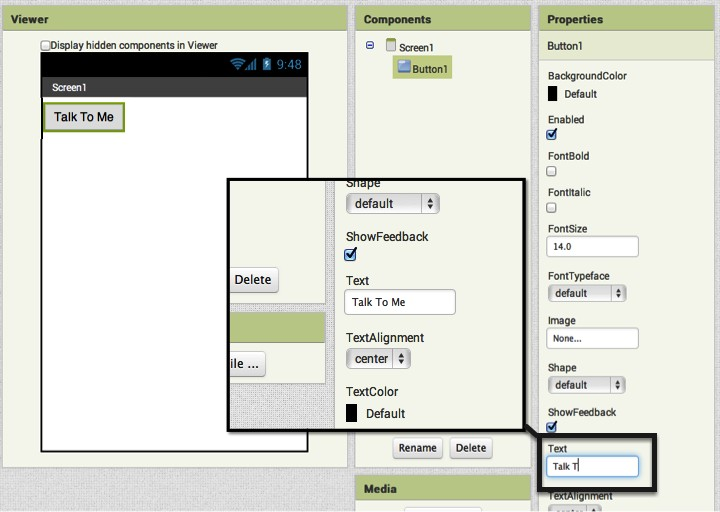 Viewer
Display hidden components in Viewer
9:48
Screen1
Talk To Me
Components
Screen1
Button1
Rename
Delete
Media
Properties
Button1
BackgroundColor
Default
Enabled
FontBold
FontItalic
FontSize
14.0
FontTypeface
default
Image
None...
Shape
default
ShowFeedback
Text
Talk T
TextAlignment
center
Shape
default
ShowFeedback
Delete
Text
Talk To Me
ile ...
TextAlignment
center
TextColor
Default